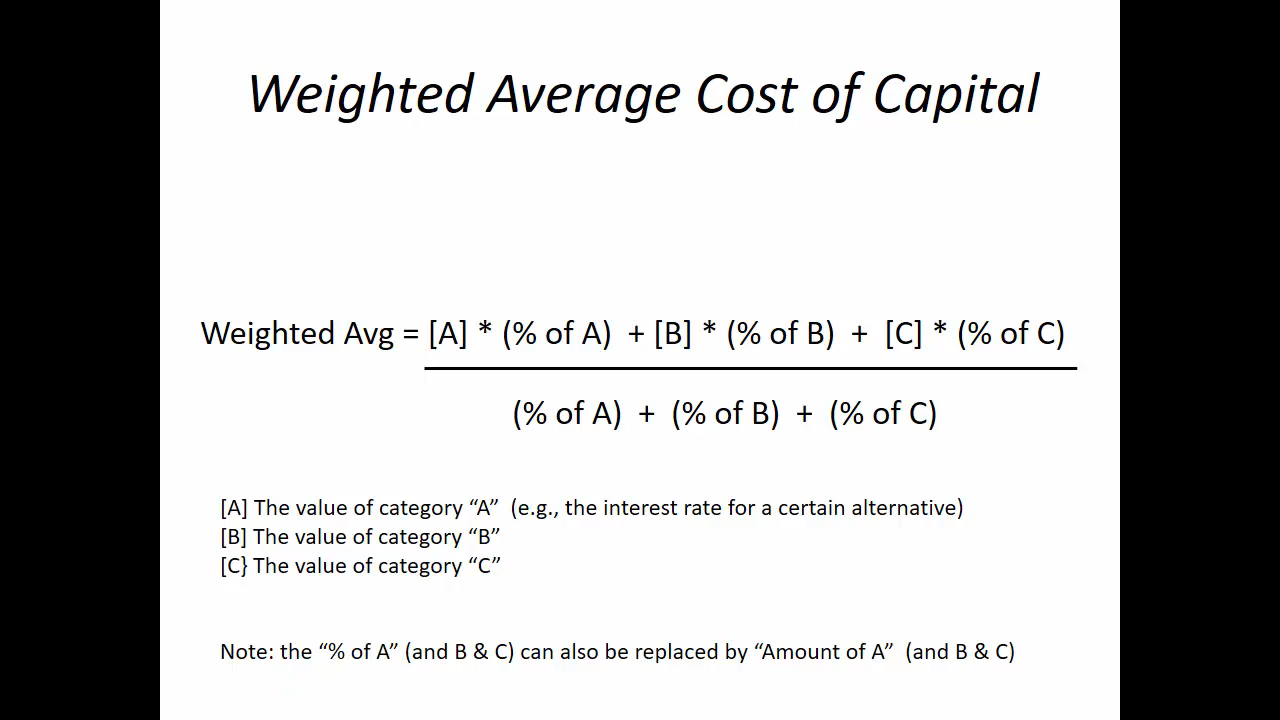 Weighted Average Cost of Capital
Weighted Avg = [A] * (% of A) + [B] * (% of B) + [C] * (% of C)
(% of A) + (% of B) + (% of C)
[A] The value of category “A” (e.g., the interest rate for a certain alternative)
[B] The value of category “B”
[C} The value of category “C”
Note: the “% of A” (and B & C) can also be replaced by “Amount of A” (and B & C)